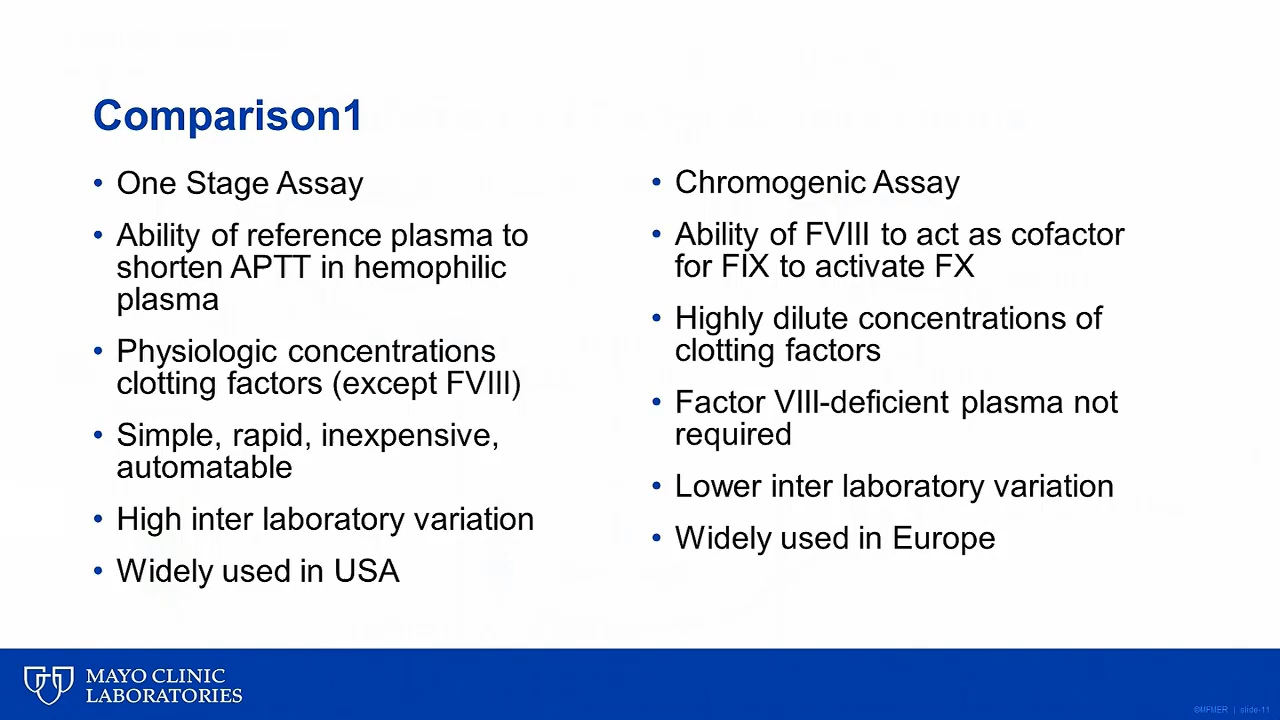 Comparison1
• One Stage Assay
• Ability of reference plasma to
shorten APTT in hemophilic
plasma
• Physiologic concentrations
clotting factors (except FVIII)
• Simple, rapid, inexpensive,
automatable
• High inter laboratory variation
• Widely used in USA
• Chromogenic Assay
• Ability of FVIII to act as cofactor
for FIX to activate FX
• Highly dilute concentrations of
clotting factors
• Factor VIII-deficient plasma not
required
• Lower inter laboratory variation
• Widely used in Europe
MAYO CLINIC
LABORATORIES
©MFMER | slide-11